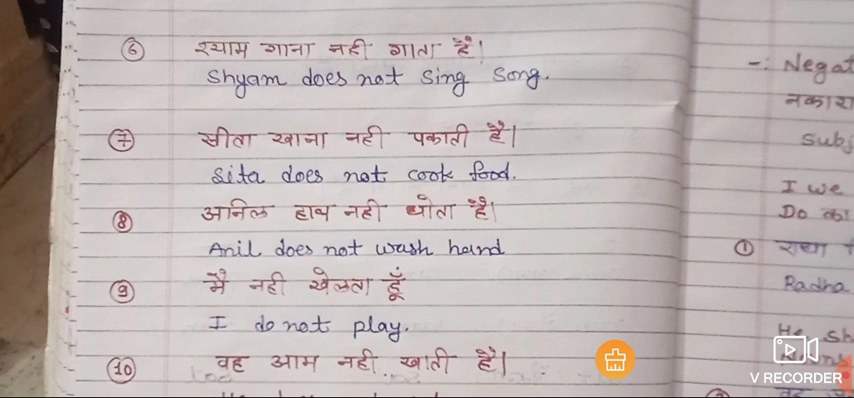 ⑥ श्याम गाना नही गाता है।
Shyam does not sing song.
⑦ सीता खाना नही पकाती है।
Sita does not cook food.
⑧ अनिल हाथ नही धोता है।
Anil does not wash hand
⑨ मैं नही खेलता हूँ
I do not play.
⑩ वह आम नही खाती है।
-: Negat
नकारा
Subj
I we
Do का
① राधा
Radha
He sh
V RECORDER